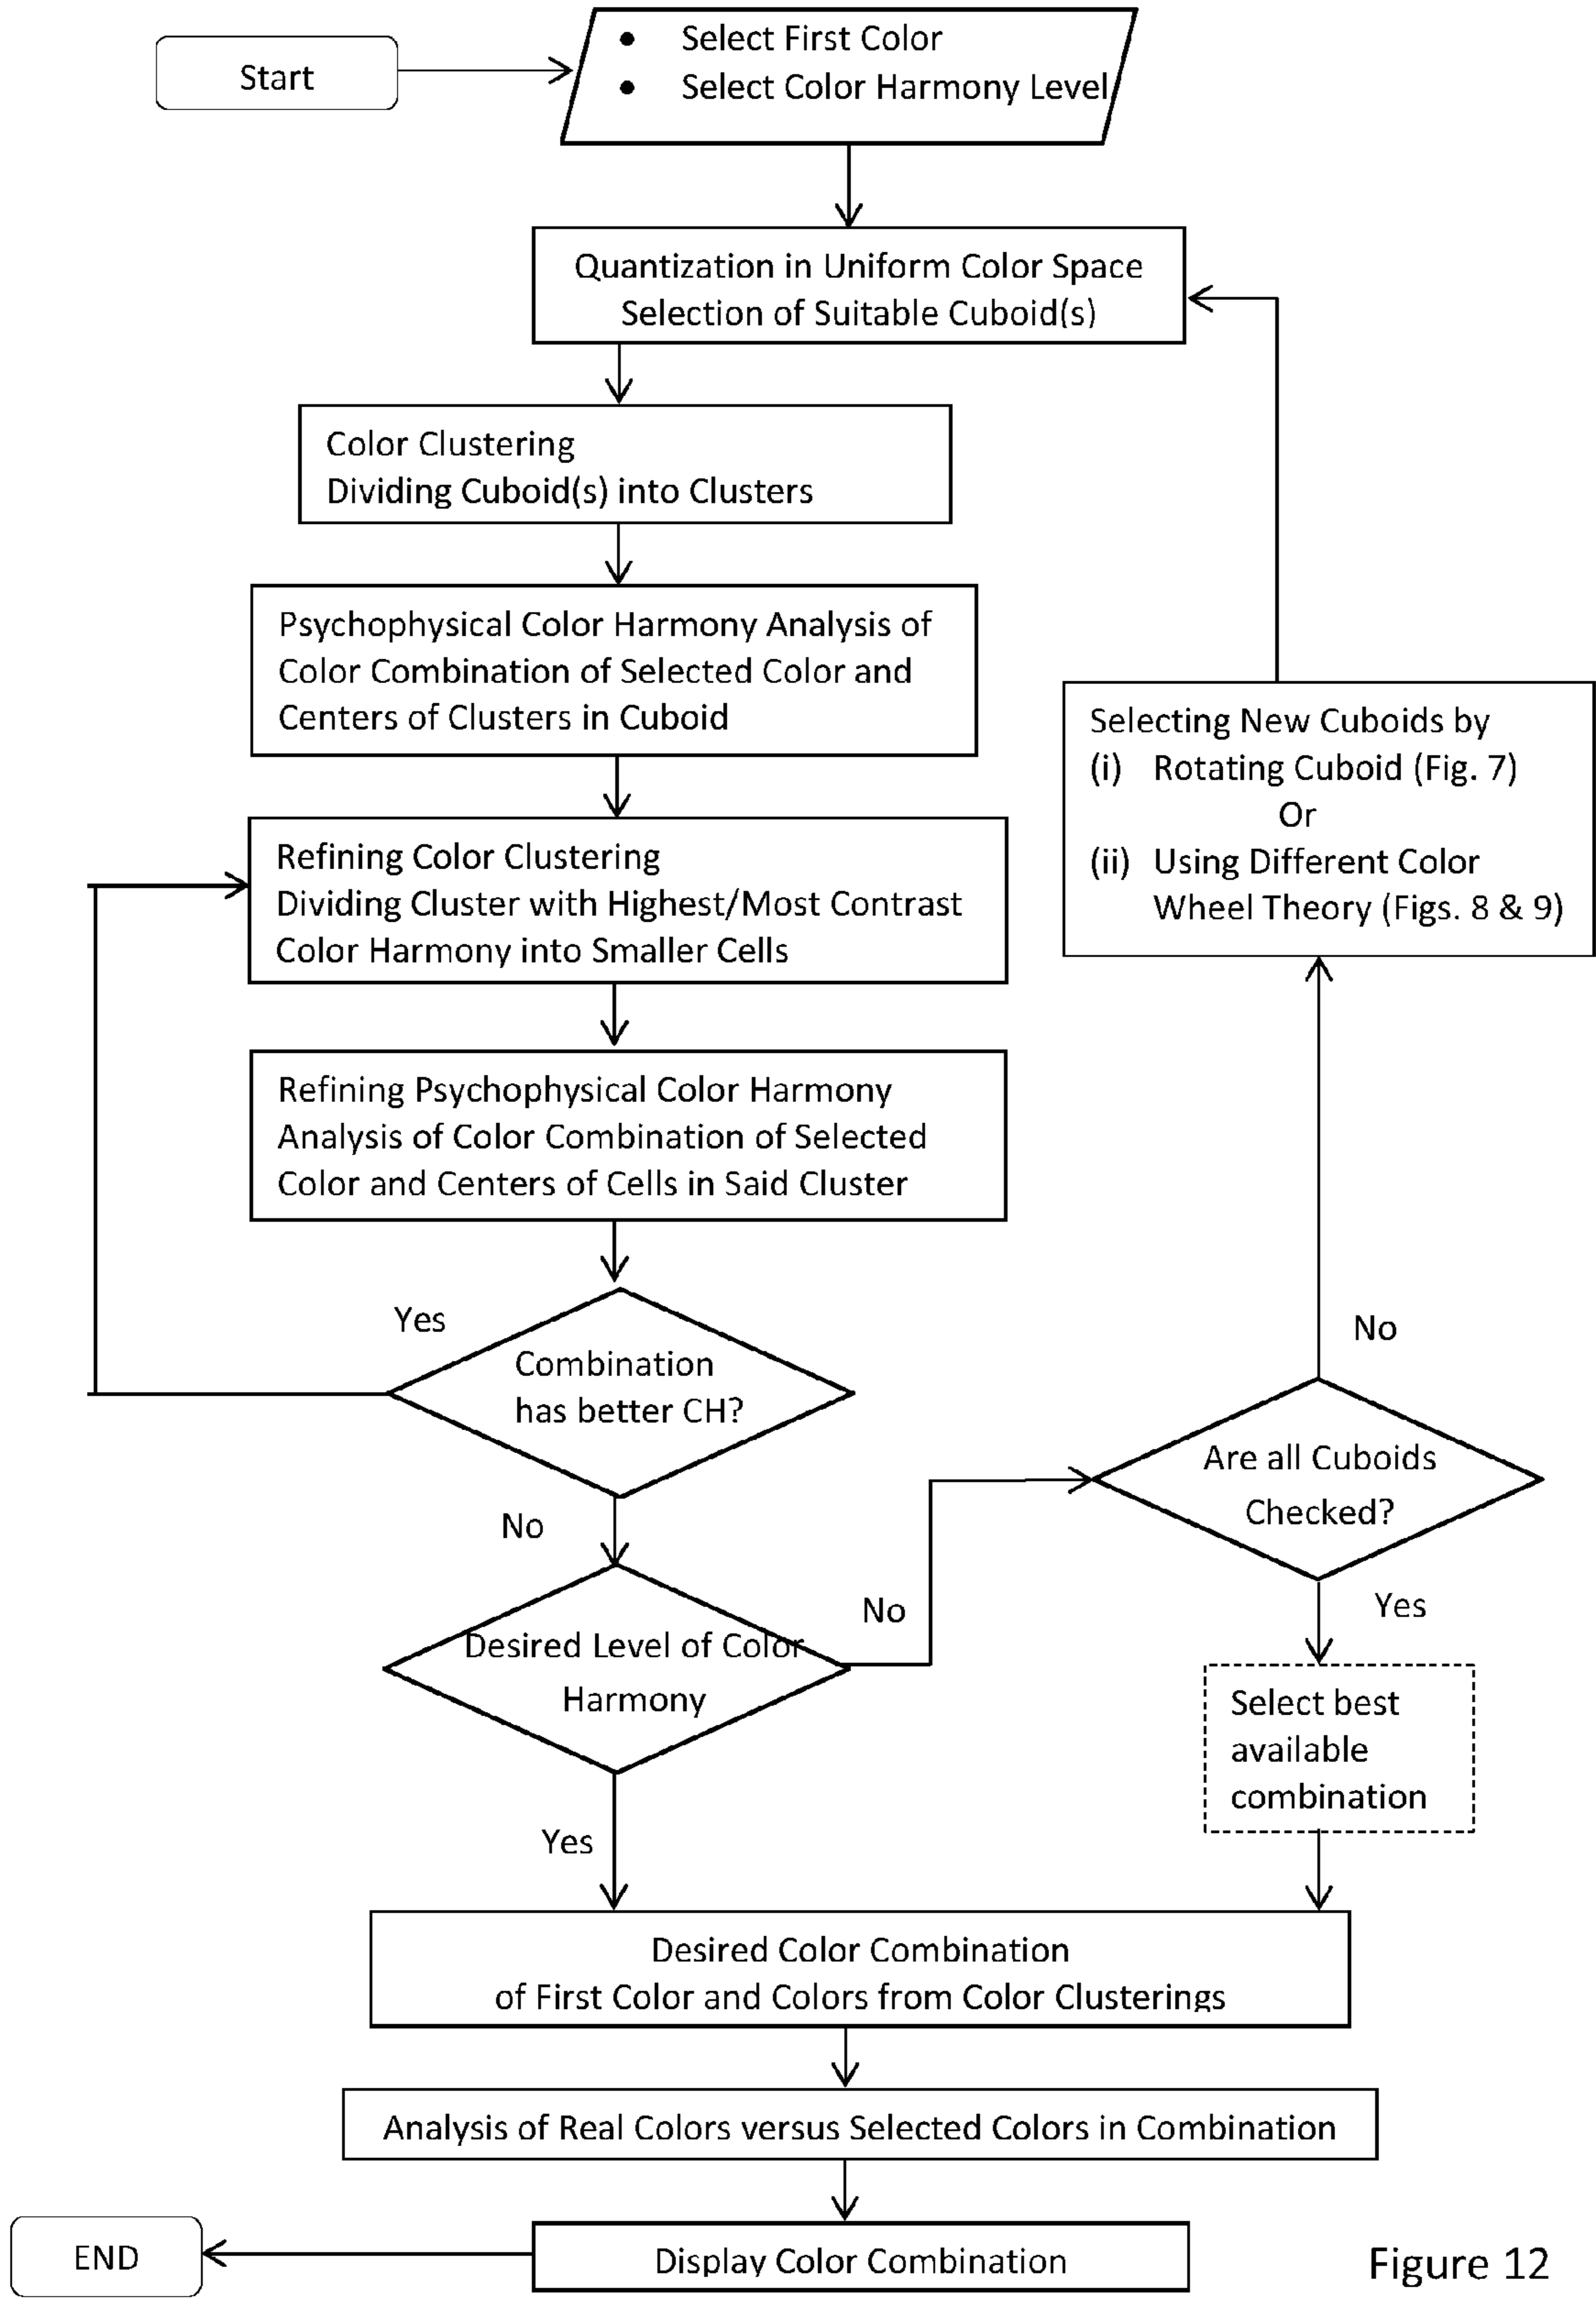 Start
• Select First Color
• Select Color Harmony Level
Quantization in Uniform Color Space
Selection of Suitable Cuboid(s)
Color Clustering
Dividing Cuboid(s) into Clusters
Psychophysical Color Harmony Analysis of
Color Combination of Selected Color and
Centers of Clusters in Cuboid
Selecting New Cuboids by
(i) Rotating Cuboid (Fig. 7)
Or
(ii) Using Different Color
Wheel Theory (Figs. 8 & 9)
Refining Color Clustering
Dividing Cluster with Highest/Most Contrast
Color Harmony into Smaller Cells
Refining Psychophysical Color Harmony
Analysis of Color Combination of Selected
Color and Centers of Cells in Said Cluster
Yes
Combination
has better CH?
No
No
Are all Cuboids
Checked?
Desired Level of Color
Harmony
No
Yes
Yes
Select best
available
combination
Desired Color Combination
of First Color and Colors from Color Clusterings
Analysis of Real Colors versus Selected Colors in Combination
Display Color Combination
END
Figure 12